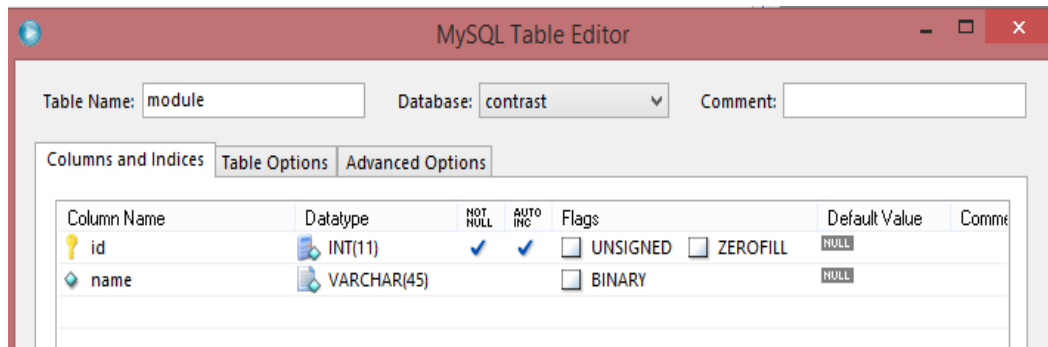 MySQL Table Editor
Table Name: module Database: contrast Comment:
Columns and Indices Table Options Advanced Options
Column Name Datatype NOT NULL AUTO INC Flags Default Value Comme
id INT(11) UNSIGNED ZEROFILL NULL
name VARCHAR(45) BINARY NULL